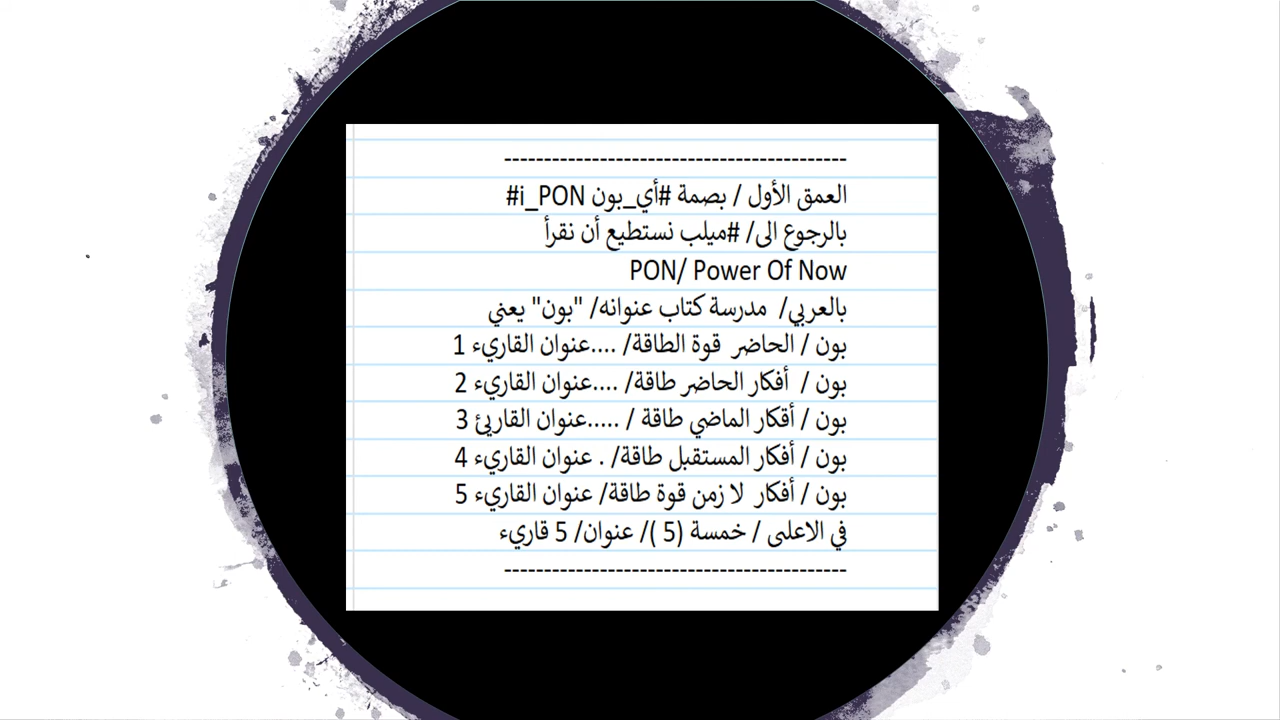 -------------------------------------------
العمق الأول / بصمة #أي_بون i_PON#
بالرجوع الى/ #ميلب نستطيع أن نقرأ
PON/ Power Of Now
بالعربي/ مدرسة كتاب عنوانه/ "بون" يعني
بون / الحاضر قوة الطاقة/ ....عنوان القاريء 1
بون / أفكار الحاضر طاقة/ ....عنوان القاريء 2
بون / أقكار الماضي طاقة / .....عنوان القاريئ 3
بون / أفكار المستقبل طاقة/ . عنوان القاريء 4
بون / أفكار لا زمن قوة طاقة/ عنوان القاريء 5
في الاعلى / خمسة (5 )/ عنوان/ 5 قاريء
-------------------------------------------